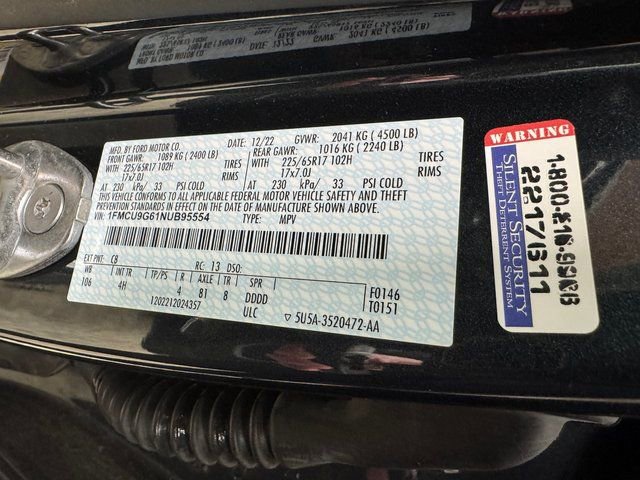 MFD. BY FORD MOTOR CO. DATE: 12/22 GVWR: 2041 KG ( 4500 LB)
FRONT GAWR: 1089 KG ( 2400 LB) REAR GAWR: 1016 KG ( 2240 LB)
225/65R17 102H TIRES WITH 225/65R17 102H TIRES
17x7.0J RIMS 17x7.0J RIMS
AT 230 kPa/ 33 PSI COLD AT 230 kPa/ 33 PSI COLD
THIS VEHICLE CONFORMS TO ALL APPLICABLE FEDERAL MOTOR VEHICLE SAFETY AND THEFT
PREVENTION STANDARDS IN EFFECT ON THE DATE OF MANUFACTURE SHOWN ABOVE.
VIN: 1FMCU9G61NUB95554 TYPE: MPV
EXT PNT: C8 RC: 13 DSO:
WB INT TR TP/PS R AXLE TR SPR
106 4H 4 81 8 DDDD F0146
1202212024357 ULC T0151
5U5A-3520472-AA
WARNING
SILENT SECURITY
THEFT DETERRENT SYSTEM
2217611